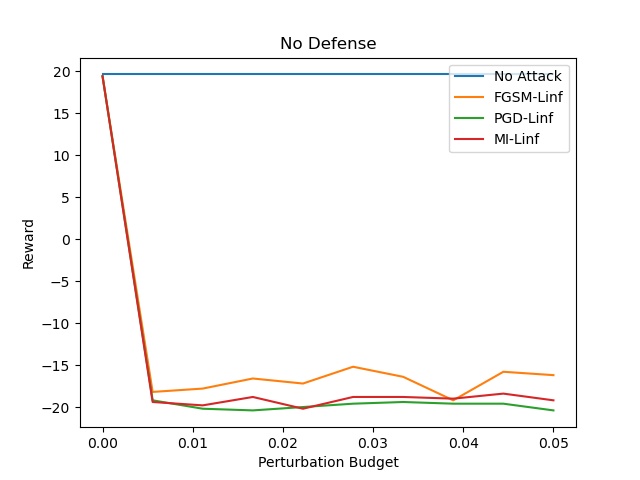 No Defense
20
15
10
5
0
−5
−10
−15
−20
Reward
No Attack
FGSM-Linf
PGD-Linf
MI-Linf
0.00 0.01 0.02 0.03 0.04 0.05
Perturbation Budget